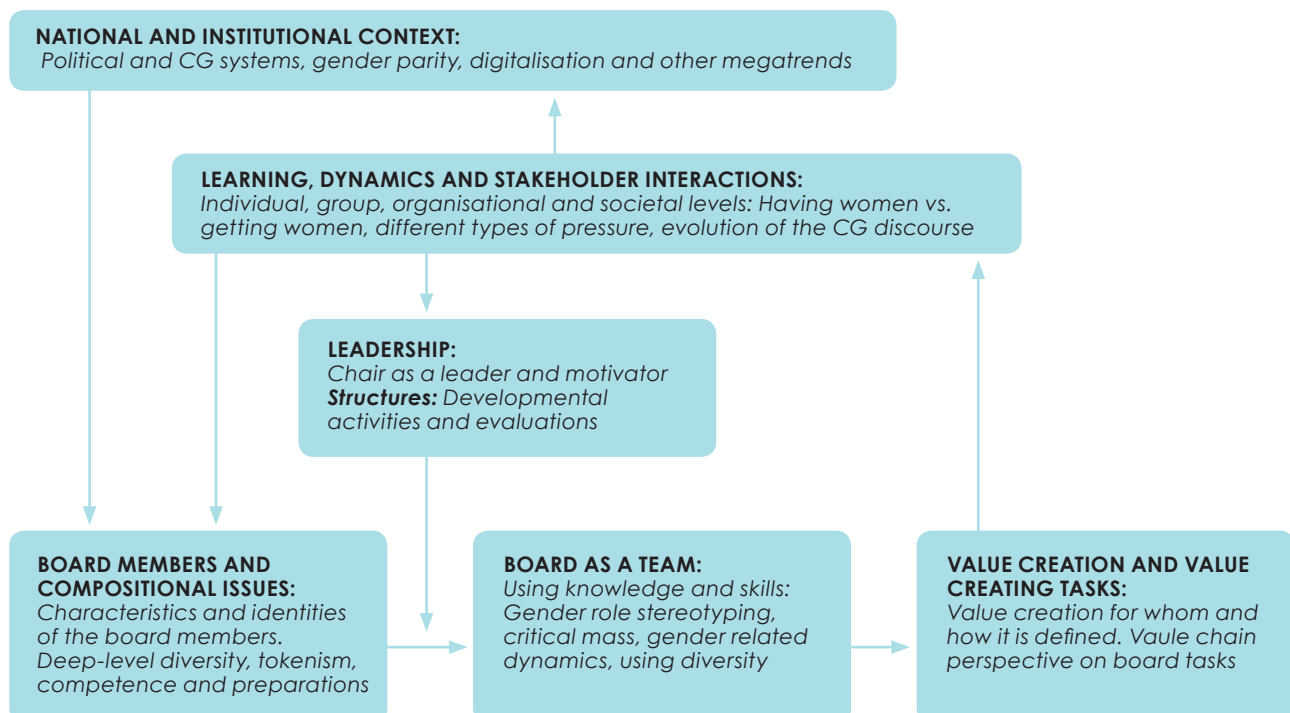 NATIONAL AND INSTITUTIONAL CONTEXT:
Political and CG systems, gender parity, digitalisation and other megatrends
LEARNING, DYNAMICS AND STAKEHOLDER INTERACTIONS:
Individual, group, organisational and societal levels: Having women vs.
getting women, different types of pressure, evolution of the CG discourse
LEADERSHIP:
Chair as a leader and motivator
Structures: Developmental
activities and evaluations
BOARD MEMBERS AND
COMPOSITIONAL ISSUES:
Characteristics and identities
of the board members.
Deep-level diversity, tokenism,
competence and preparations
BOARD AS A TEAM:
Using knowledge and skills:
Gender role stereotyping,
critical mass, gender related
dynamics, using diversity
VALUE CREATION AND VALUE
CREATING TASKS:
Value creation for whom and
how it is defined. Vaule chain
perspective on board tasks